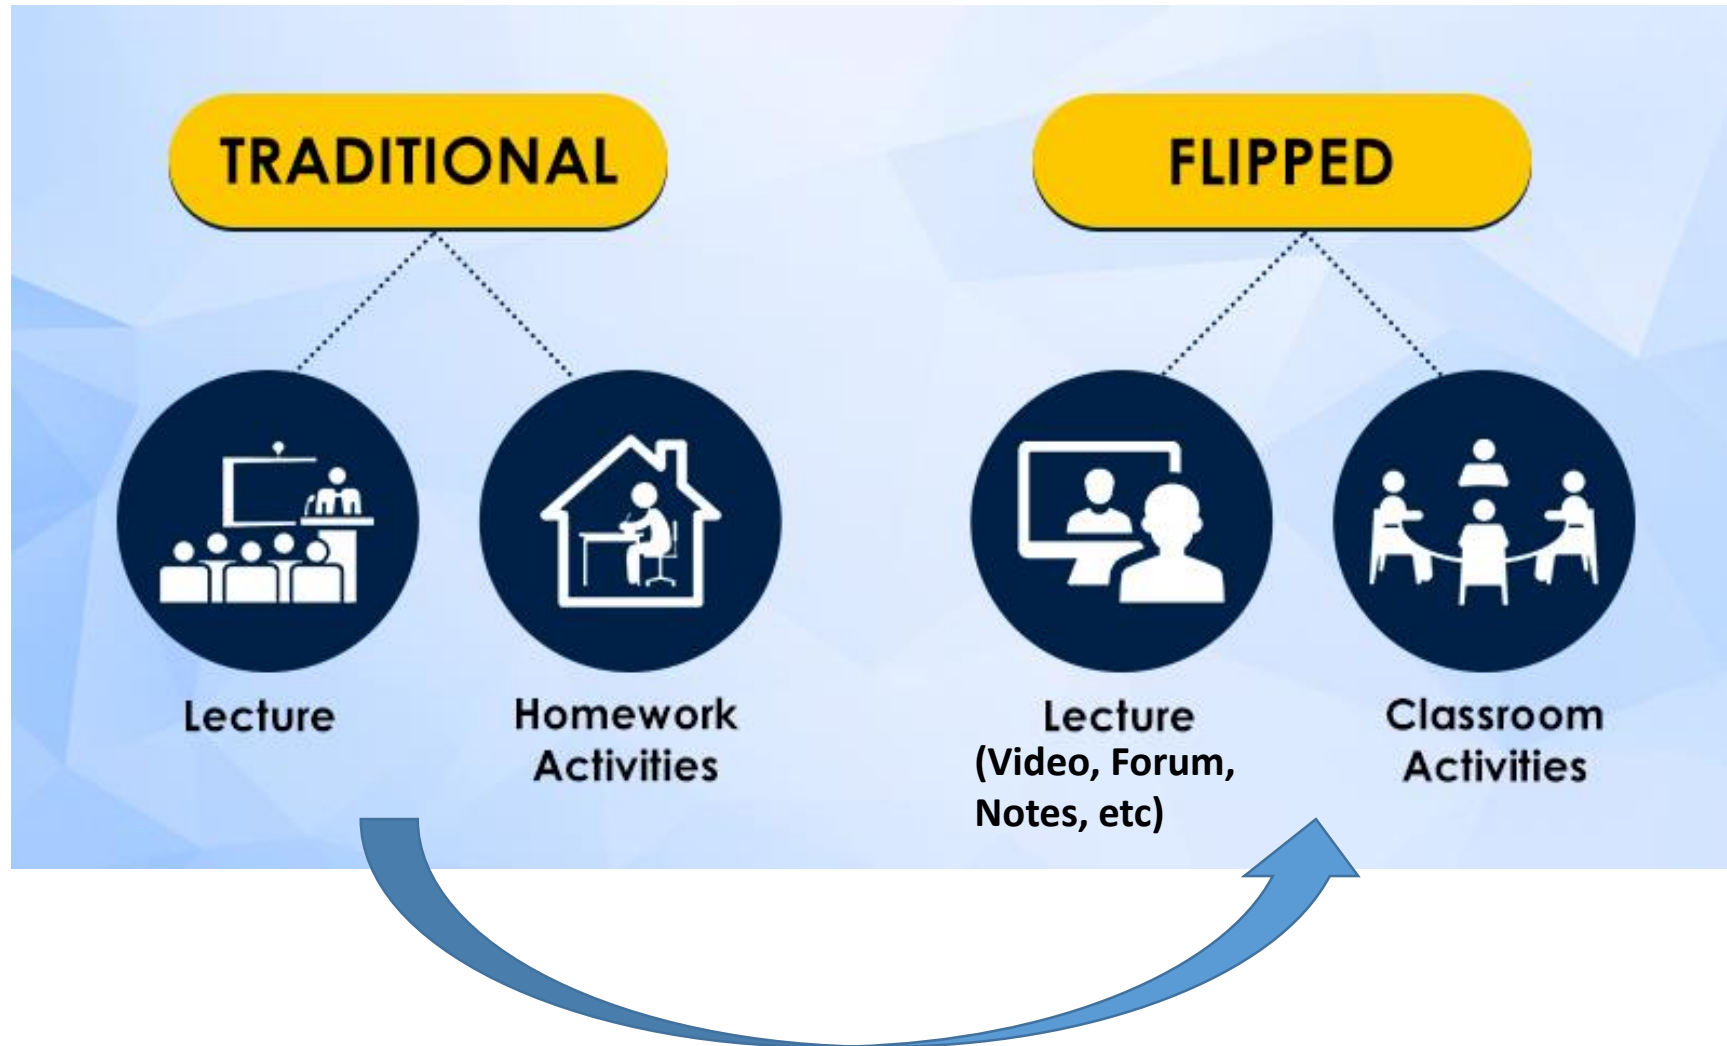 TRADITIONAL
Lecture
Homework
Activities
FLIPPED
Lecture
(Video, Forum,
Notes, etc)
Classroom
Activities